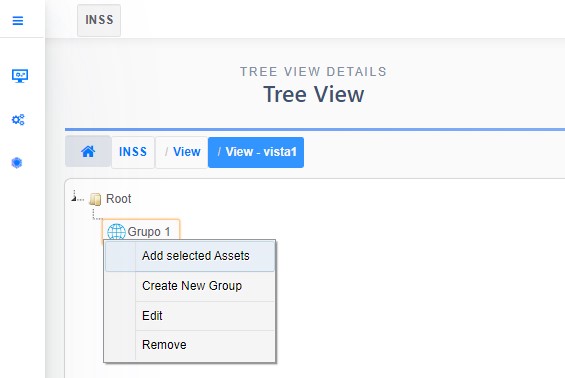 INSS
TREE VIEW DETAILS
Tree View
INSS / View / View - vista1
Root
Grupo 1
Add selected Assets
Create New Group
Edit
Remove